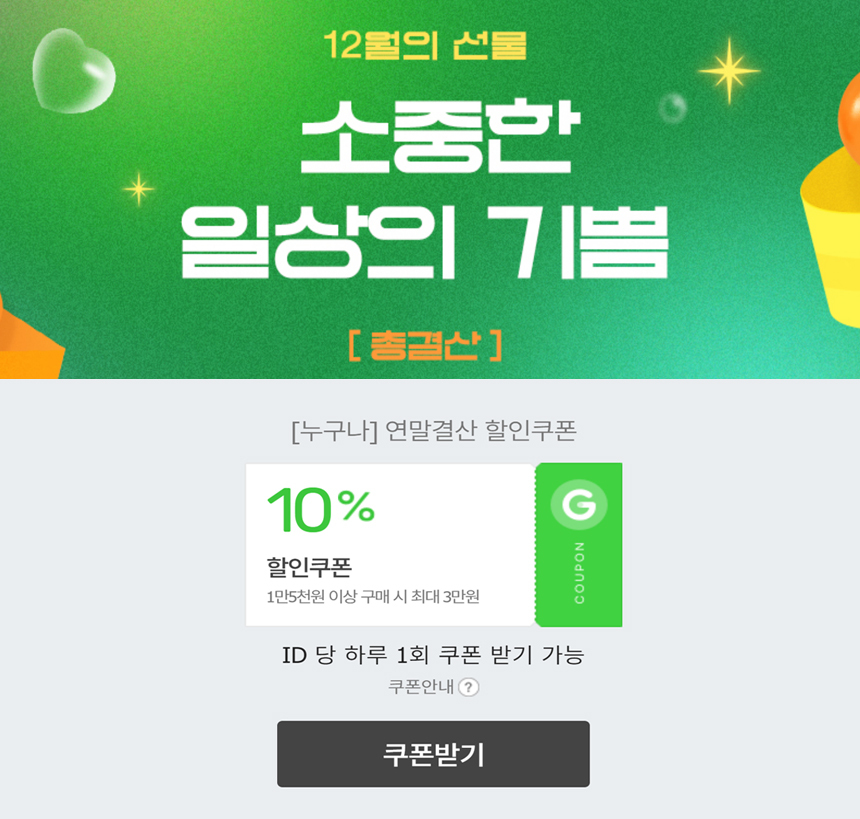 12월의 선물
소중한
일상의 기쁨
[ 총결산 ]
[누구나] 연말결산 할인쿠폰
10%
할인쿠폰
1만5천원 이상 구매 시 최대 3만원
G
COUPON
ID 당 하루 1회 쿠폰 받기 가능
쿠폰안내 ?
쿠폰받기